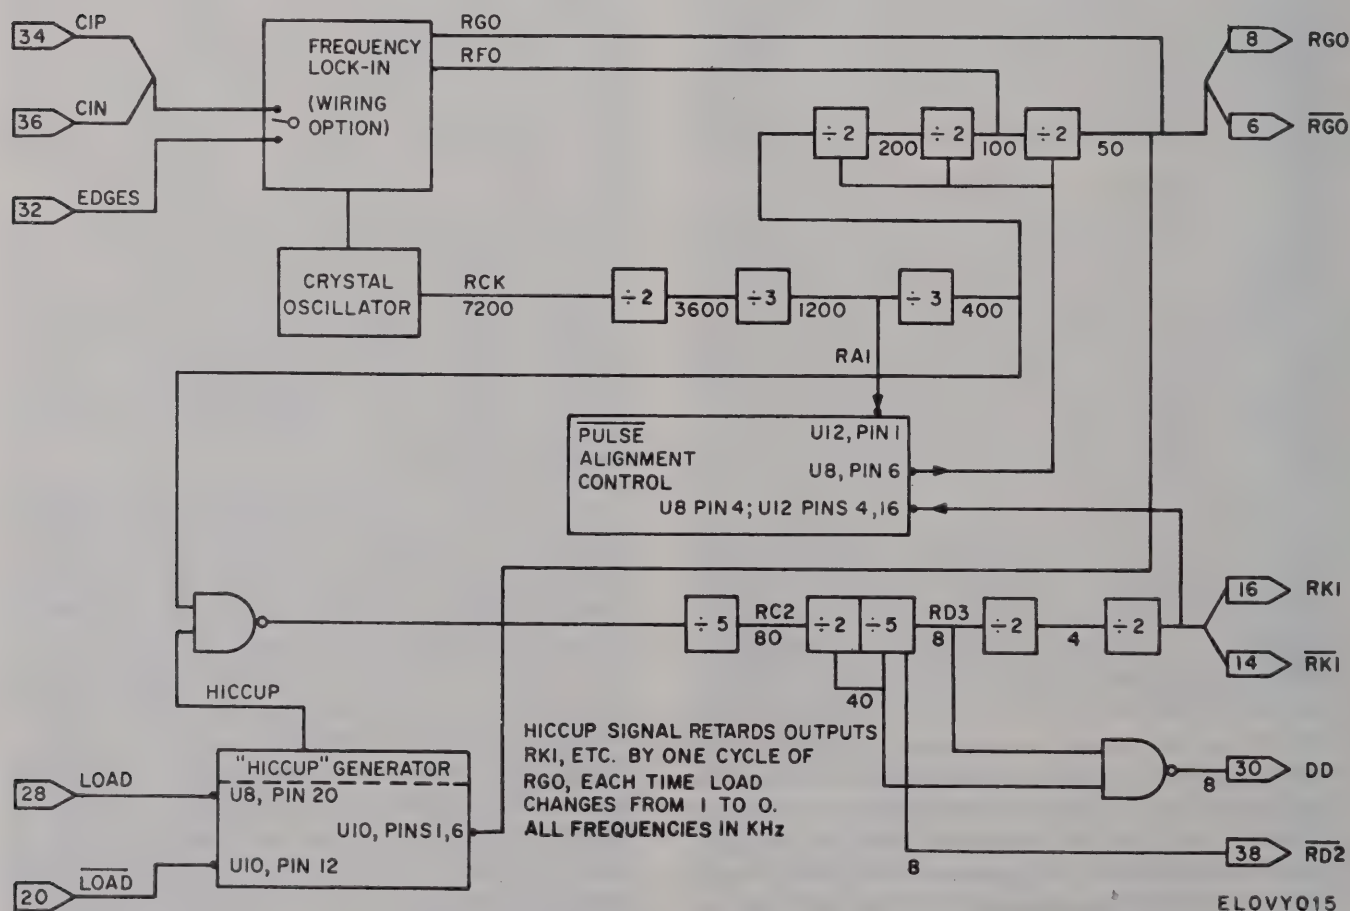 34 CIP
36 CIN
32 EDGES
FREQUENCY
LOCK-IN
(WIRING
OPTION)
RGO
RFO
÷2 200 ÷2 100 ÷2 50
8 RGO
6 RGO
CRYSTAL
OSCILLATOR
RCK
7200
÷2 3600 ÷3 1200 ÷3 400
RAI
PULSE
ALIGNMENT
CONTROL
U12, PIN 1
U8, PIN 6
U8 PIN 4; U12 PINS 4,16
÷5 RC2 80 ÷2 ÷5 RD3 8 ÷2 4 ÷2
40
16 RKI
14 RKI
HICCUP
HICCUP SIGNAL RETARDS OUTPUTS
RKI, ETC. BY ONE CYCLE OF
RGO, EACH TIME LOAD
CHANGES FROM 1 TO 0.
ALL FREQUENCIES IN KHz
28 LOAD
20 LOAD
"HICCUP" GENERATOR
U8, PIN 20
U10, PINS 1,6
U10, PIN 12
8 30 DD
8 38 RD2
ELOVY015